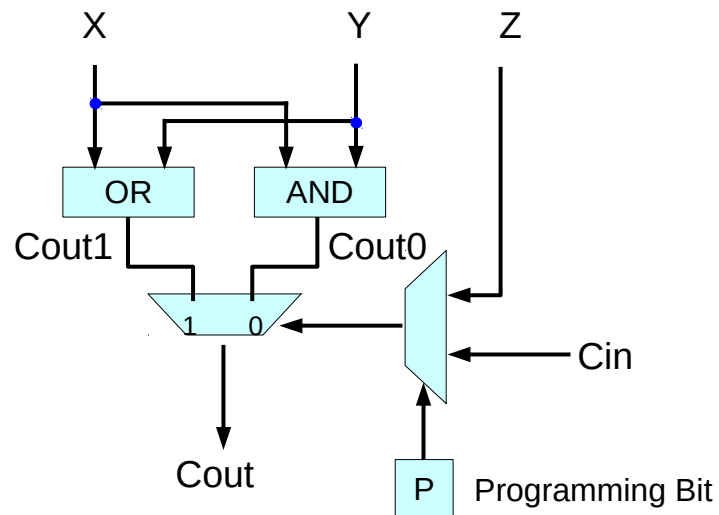 X Y Z
OR AND
Cout1 Cout0
1 0
Cin
Cout
P Programming Bit